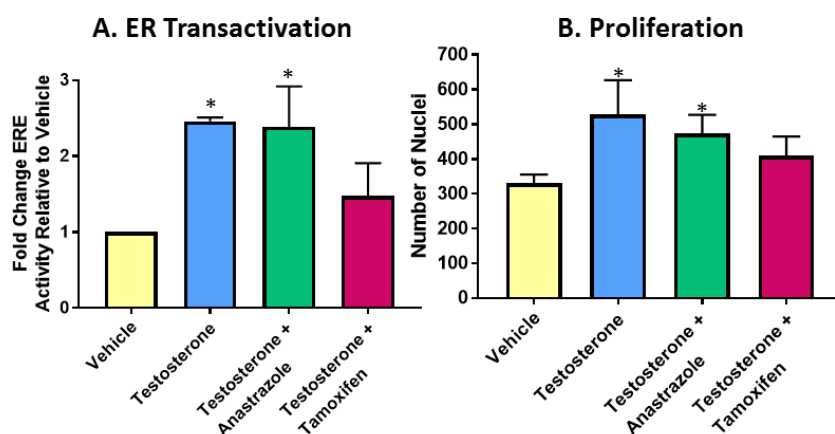 A. ER Transactivation
Fold Change ERE
Activity Relative to Vehicle
3
2
1
0
*
*
Vehicle
Testosterone
Testosterone +
Anastrazole
Testosterone +
Tamoxifen
B. Proliferation
Number of Nuclei
700
600
500
400
300
200
100
0
*
*
Vehicle
Testosterone
Testosterone +
Anastrazole
Testosterone +
Tamoxifen